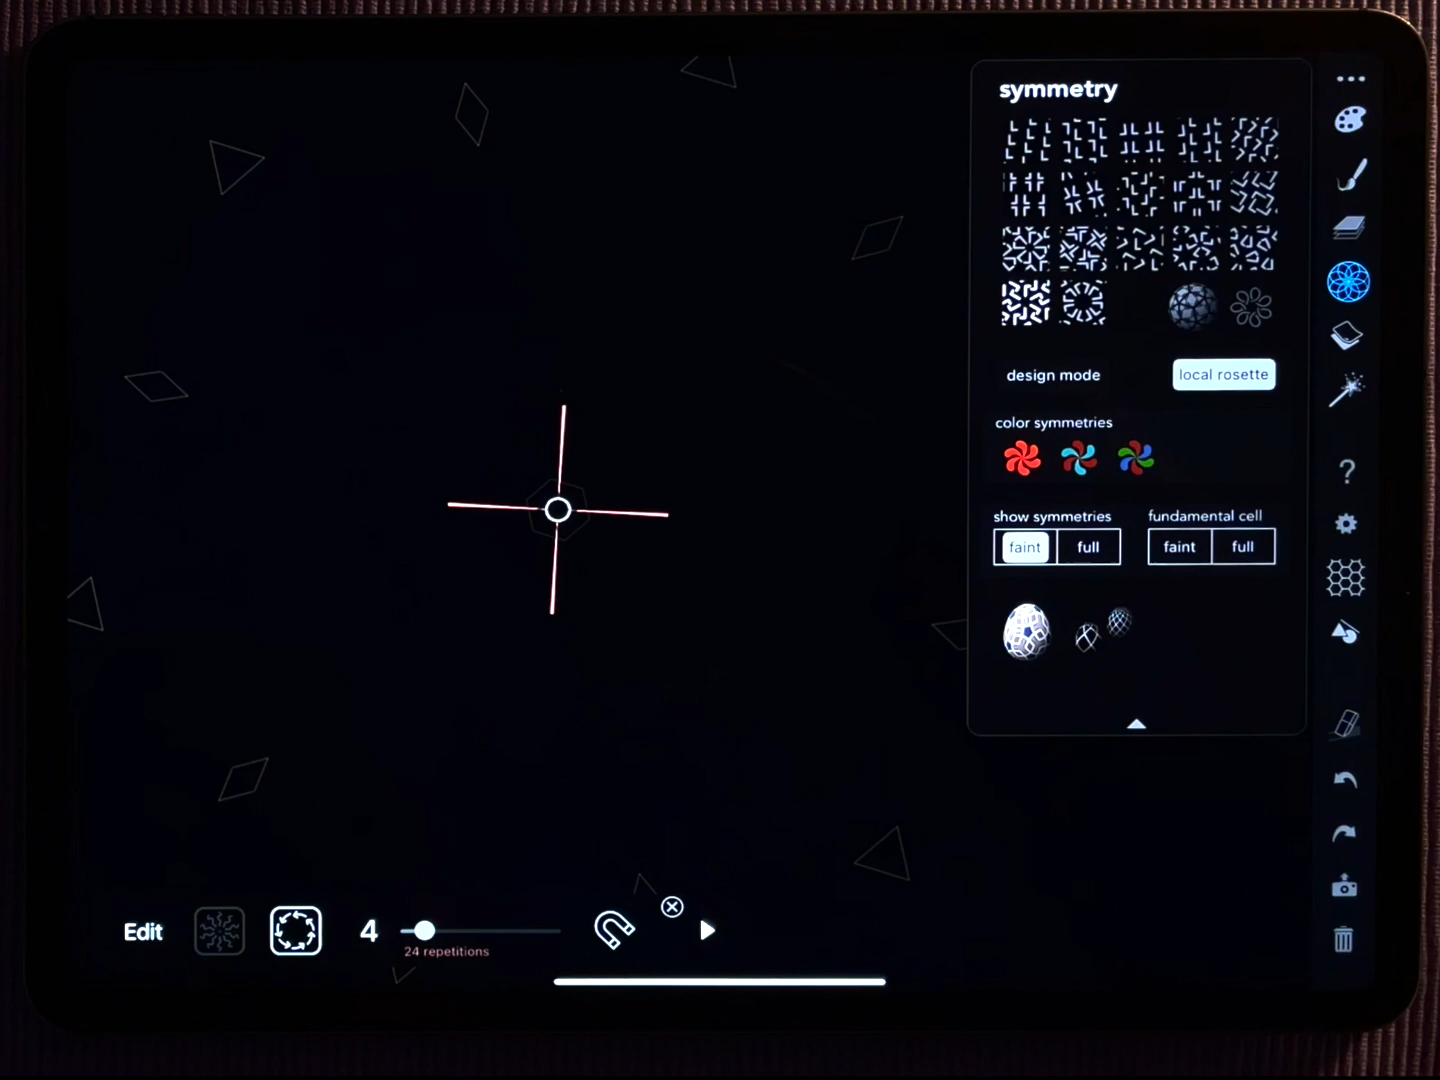 symmetry
design mode
local rosette
color symmetries
show symmetries
fundamental cell
faint
full
faint
full
?
Edit
4
24 repetitions